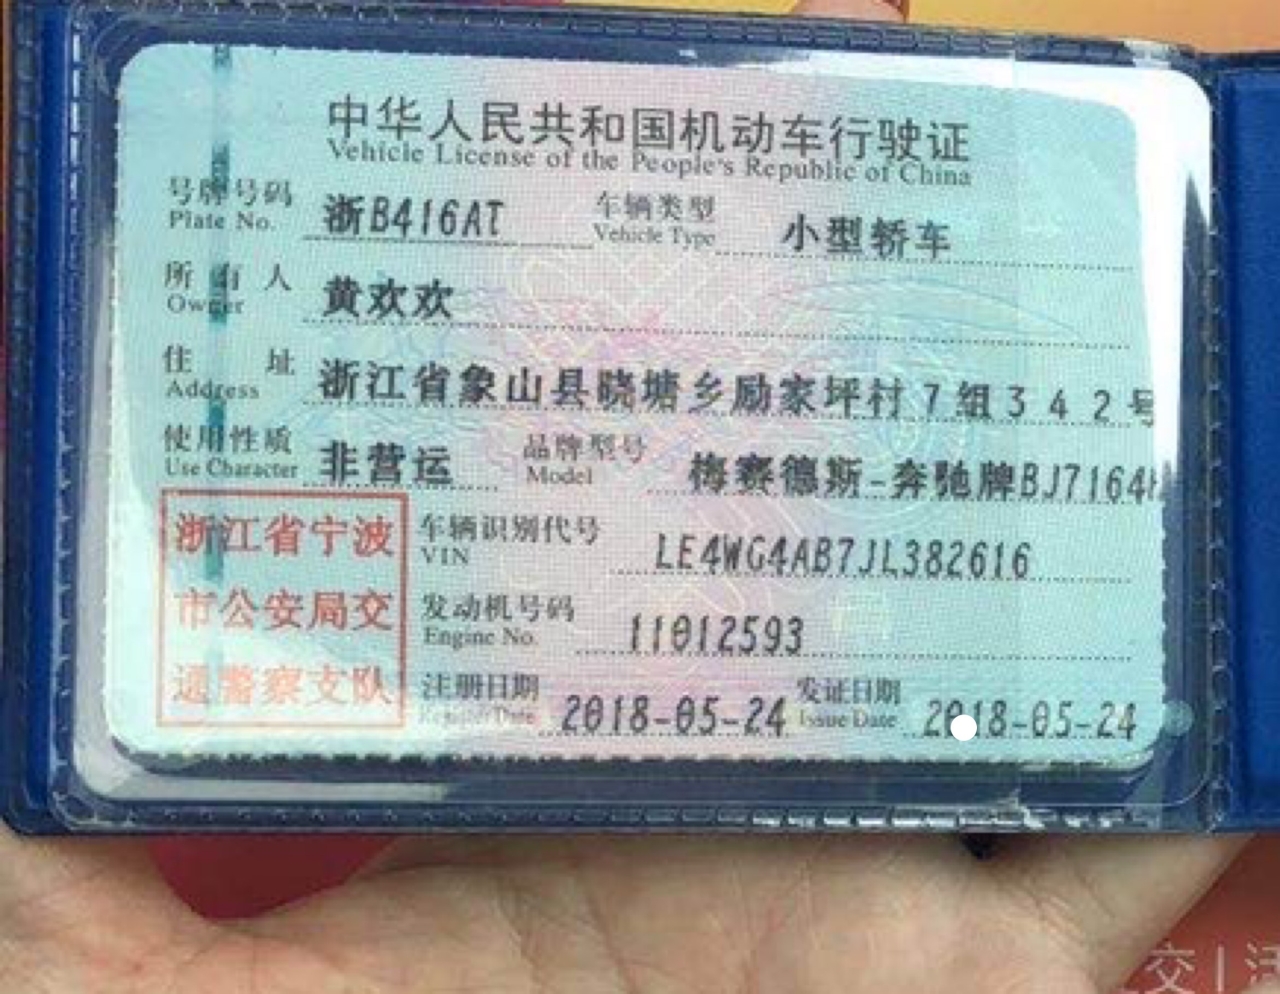 中华人民共和国机动车行驶证
Vehicle License of the People's Republic of China
号牌号码 浙B416AT 车辆类型 小型轿车
Plate No. Vehicle Type
所有人 黄欢欢
Owner
住址 浙江省象山县晓塘乡励家坪村7组342号
Address
使用性质 非营运 品牌型号 梅赛德斯-奔驰牌BJ7164
Use Character Model
浙江省宁波
市公安局交
通警察支队
车辆识别代号 LE4WG4AB7JL382616
VIN
发动机号码 11012593
Engine No.
注册日期 2018-05-24 发证日期 2018-05-24
Register Date Issue Date
交|